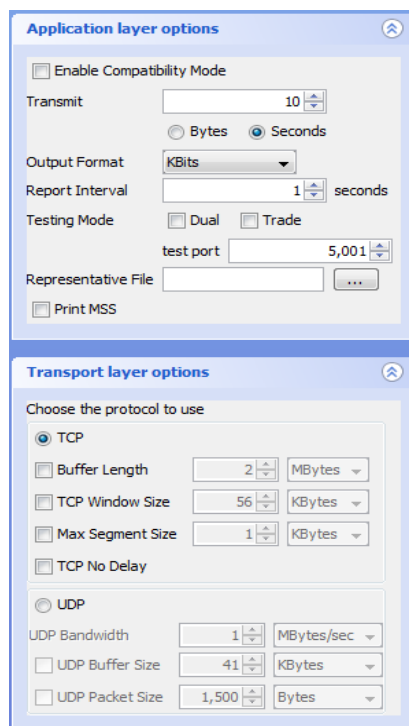 Application layer options
Enable Compatibility Mode
Transmit 10
Bytes Seconds
Output Format KBits
Report Interval 1 seconds
Testing Mode Dual Trade
test port 5,001
Representative File ...
Print MSS
Transport layer options
Choose the protocol to use
TCP
Buffer Length 2 MBytes
TCP Window Size 56 KBytes
Max Segment Size 1 KBytes
TCP No Delay
UDP
UDP Bandwidth 1 MBytes/sec
UDP Buffer Size 41 KBytes
UDP Packet Size 1,500 Bytes